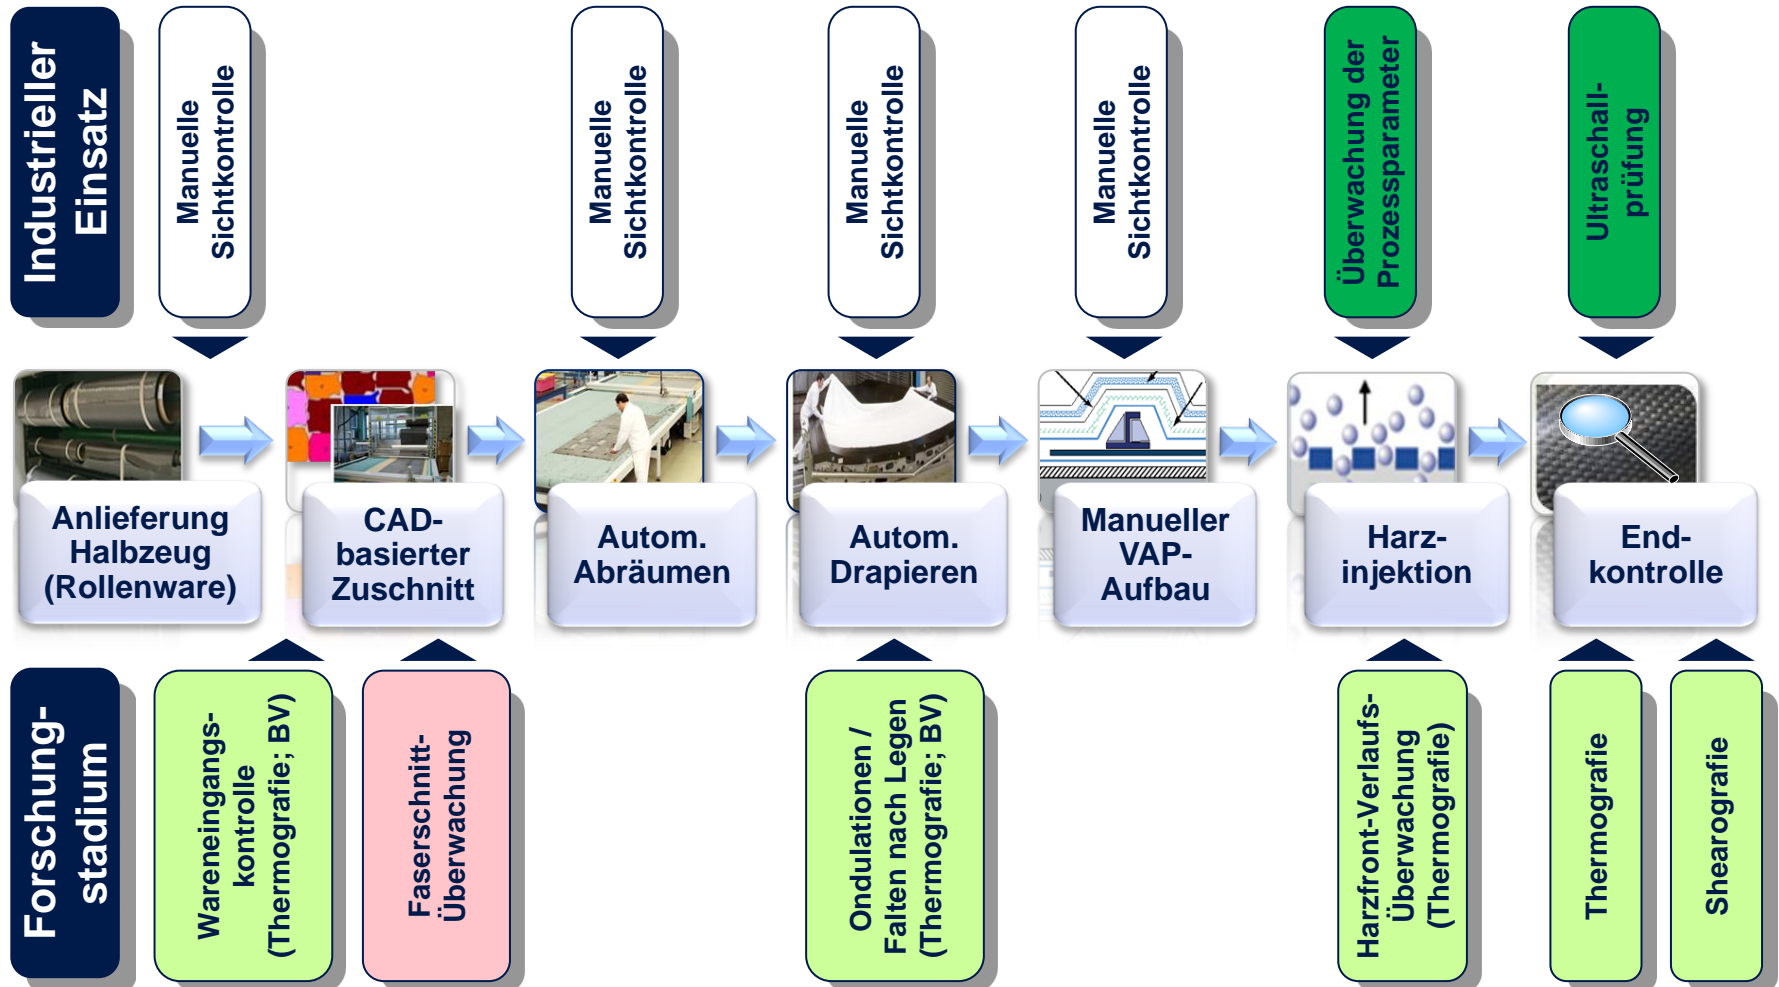 Industrieller
Einsatz
Manuelle
Sichtkontrolle
Manuelle
Sichtkontrolle
Manuelle
Sichtkontrolle
Manuelle
Sichtkontrolle
Überwachung der
Prozessparameter
Ultraschall-
prüfung
Anlieferung
Halbzeug
(Rollenware)
CAD-
basierter
Zuschnitt
Autom.
Abräumen
Autom.
Drapieren
Manueller
VAP-
Aufbau
Harz-
injektion
End-
kontrolle
Forschung-
stadium
Wareneingangs-
kontrolle
(Thermografie; BV)
Faserschnitt-
Überwachung
Ondulationen /
Falten nach Legen
(Thermografie; BV)
Harzfront-Verlaufs-
Überwachung
(Thermografie)
Thermografie
Shearografie